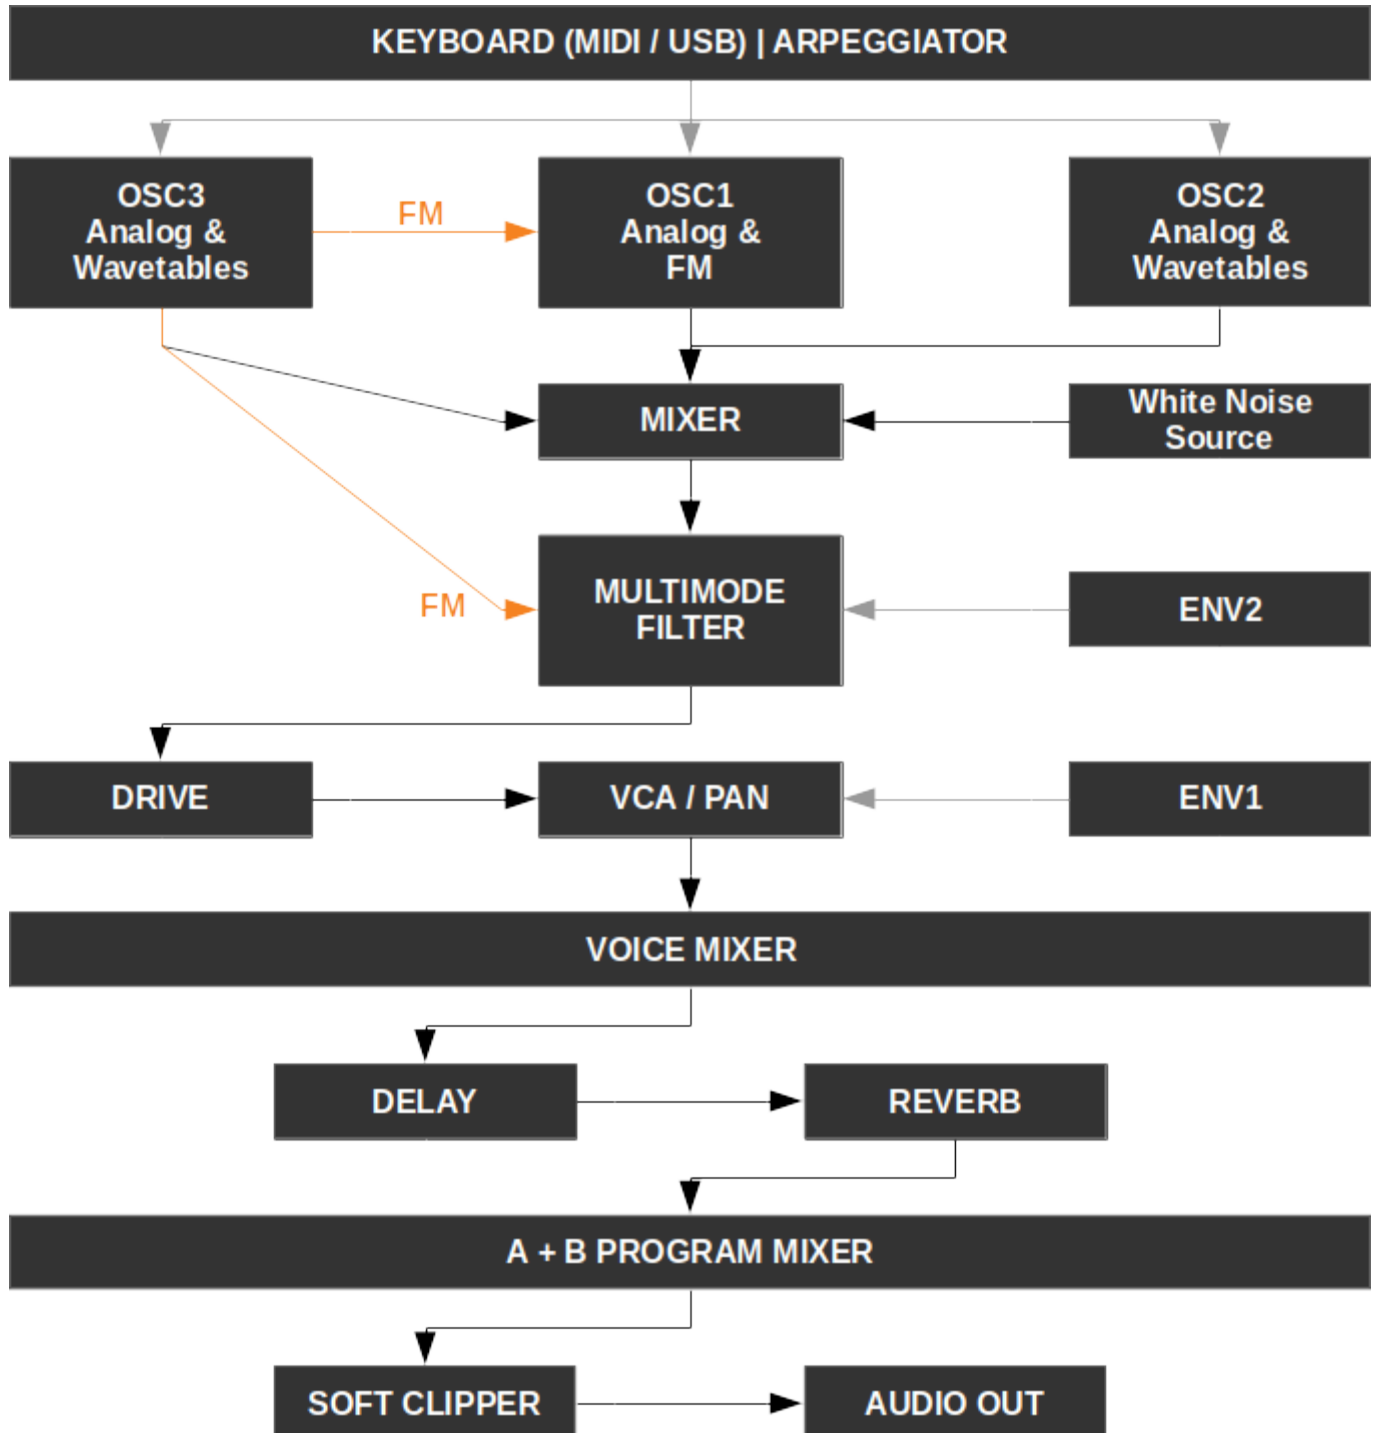 KEYBOARD (MIDI / USB) | ARPEGGIATOR
OSC3
Analog &
Wavetables
FM
OSC1
Analog &
FM
OSC2
Analog &
Wavetables
MIXER
White Noise
Source
FM
MULTIMODE
FILTER
ENV2
DRIVE
VCA / PAN
ENV1
VOICE MIXER
DELAY
REVERB
A + B PROGRAM MIXER
SOFT CLIPPER
AUDIO OUT